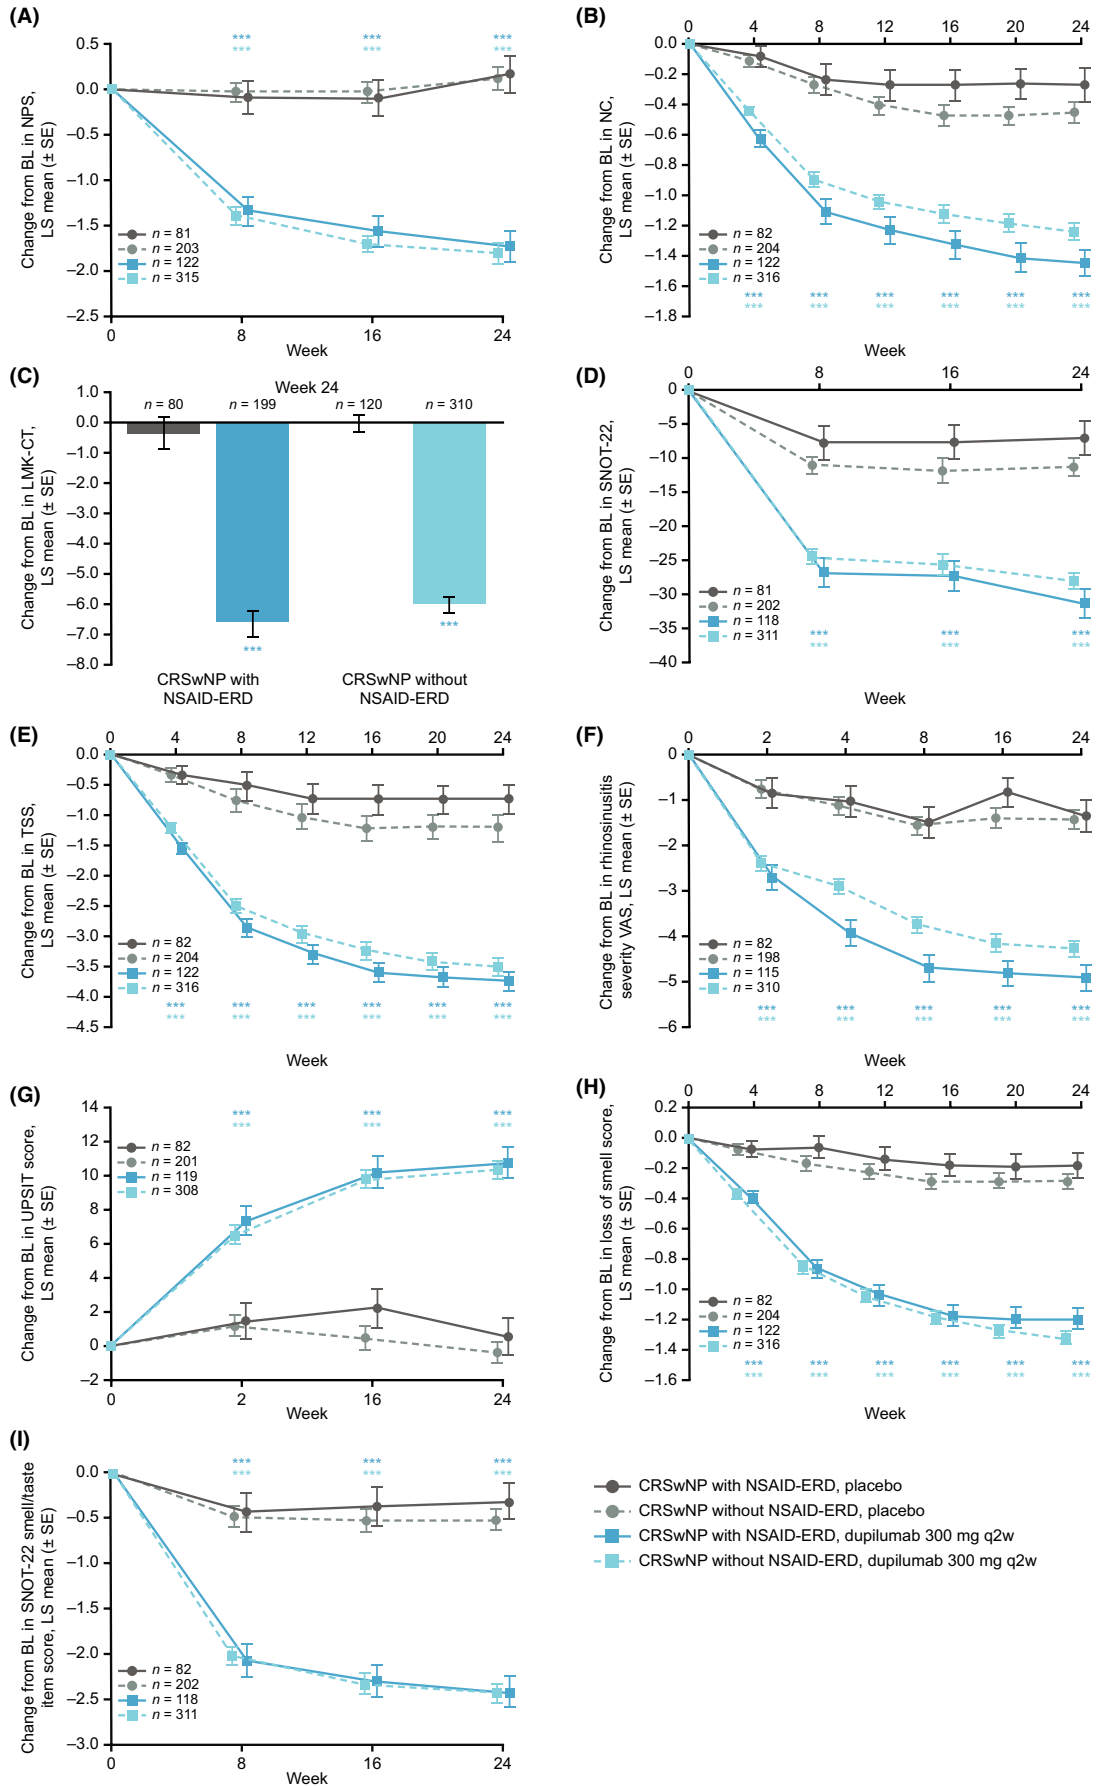 (A)
Change from BL in NPS,
LS mean (± SE)
0.5
0.0
–0.5
–1.0
–1.5
–2.0
–2.5
*** *** ***
*** *** ***
n = 81
n = 203
n = 122
n = 315
0 8 16 24
Week
(B)
0 4 8 12 16 20 24
Change from BL in NC,
LS mean (± SE)
0.0
–0.2
–0.4
–0.6
–0.8
–1.0
–1.2
–1.4
–1.6
–1.8
n = 82
n = 204
n = 122
n = 316
*** *** *** *** *** ***
*** *** *** *** *** ***
Week
(C)
Week 24
Change from BL in LMK-CT,
LS mean (± SE)
1.0
0.0
–1.0
–2.0
–3.0
–4.0
–5.0
–6.0
–7.0
–8.0
n = 80 n = 199 n = 120 n = 310
*** ***
CRSwNP with
NSAID-ERD
CRSwNP without
NSAID-ERD
(D)
0 8 16 24
Change from BL in SNOT-22,
LS mean (± SE)
0
–5
–10
–15
–20
–25
–30
–35
–40
n = 81
n = 202
n = 118
n = 311
*** *** ***
*** *** ***
Week
(E)
0 4 8 12 16 20 24
Change from BL in TSS,
LS mean (± SE)
0.0
–0.5
–1.0
–1.5
–2.0
–2.5
–3.0
–3.5
–4.0
–4.5
n = 82
n = 204
n = 122
n = 316
*** *** *** *** *** ***
*** *** *** *** *** ***
Week
(F)
0 2 4 8 16 24
Change from BL in rhinosinusitis
severity VAS, LS mean (± SE)
0
–1
–2
–3
–4
–5
–6
n = 82
n = 198
n = 115
n = 310
*** *** *** *** ***
*** *** *** *** ***
Week
(G)
Change from BL in UPSIT score,
LS mean (± SE)
14
12
10
8
6
4
2
0
–2
*** *** ***
*** *** ***
n = 82
n = 201
n = 119
n = 308
0 2 16 24
Week
(H)
0 4 8 12 16 20 24
Change from BL in loss of smell score,
LS mean (± SE)
0.2
0.0
–0.2
–0.4
–0.6
–0.8
–1.0
–1.2
–1.4
–1.6
n = 82
n = 204
n = 122
n = 316
*** *** *** *** *** ***
*** *** *** *** *** ***
Week
(I)
Change from BL in SNOT-22 smell/taste
item score, LS mean (± SE)
0.0
–0.5
–1.0
–1.5
–2.0
–2.5
–3.0
*** *** ***
*** *** ***
n = 82
n = 202
n = 118
n = 311
0 2 16 24
Week
CRSwNP with NSAID-ERD, placebo
CRSwNP without NSAID-ERD, placebo
CRSwNP with NSAID-ERD, dupilumab 300 mg q2w
CRSwNP without NSAID-ERD, dupilumab 300 mg q2w